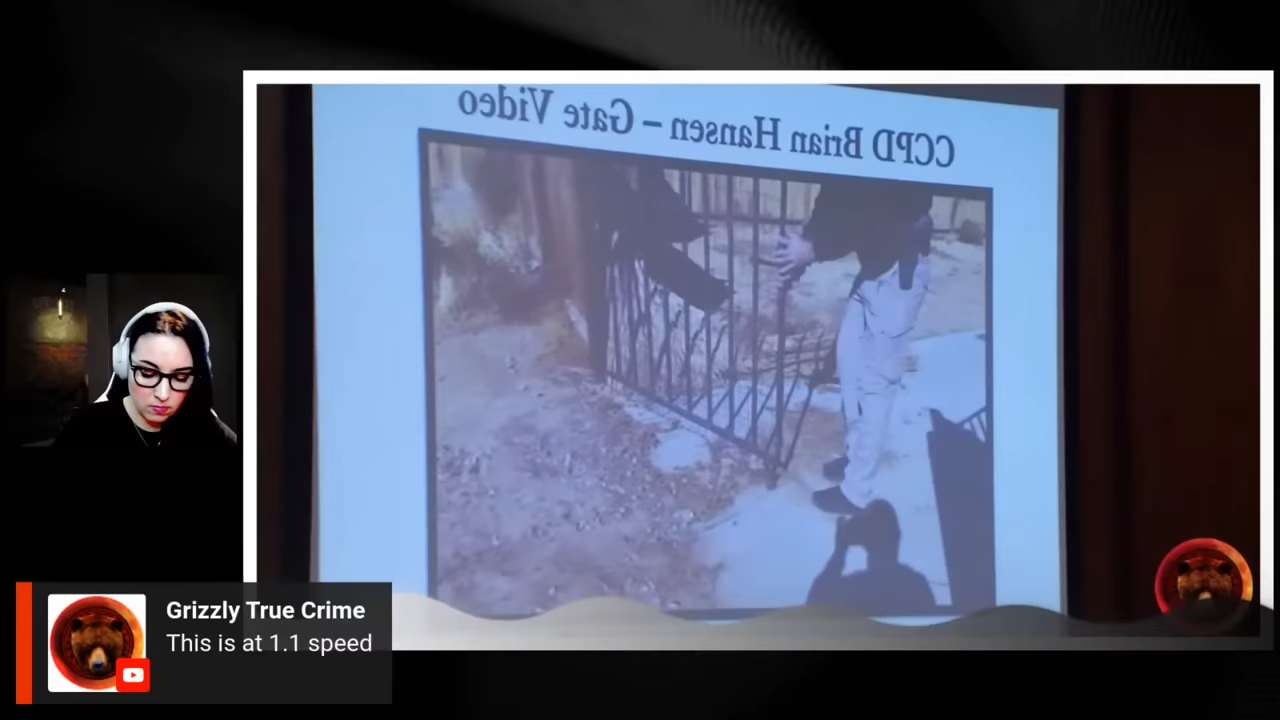 CCPD Brian Hansen – Gate Video
Grizzly True Crime
This is at 1.1 speed